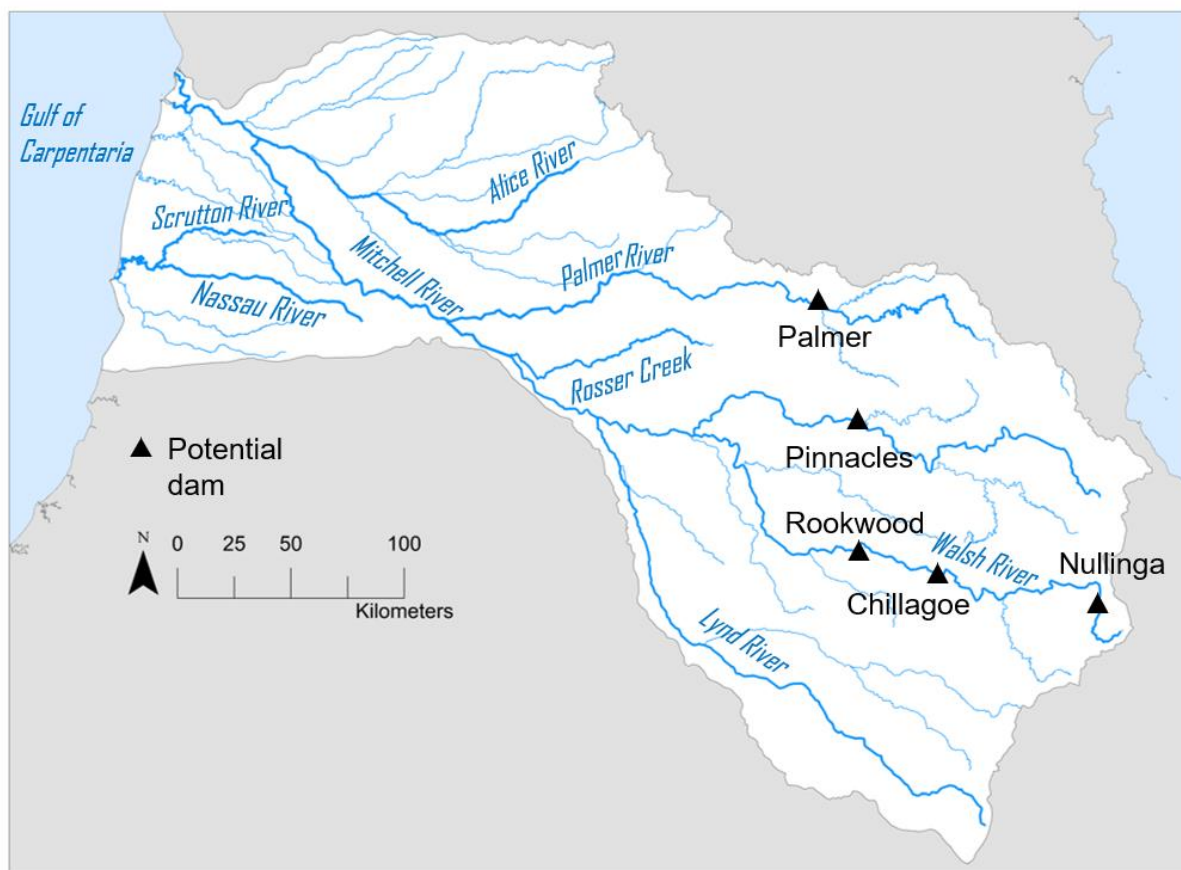 Gulf of
Carpentaria
Alice River
Scrutton River
Mitchell River
Palmer River
Nassau River
Palmer
Rosser Creek
Potential
dam
Pinnacles
Rookwood
Walsh River
Nullinga
Chillagoe
N
0 25 50 100
Kilometers
Lynd River